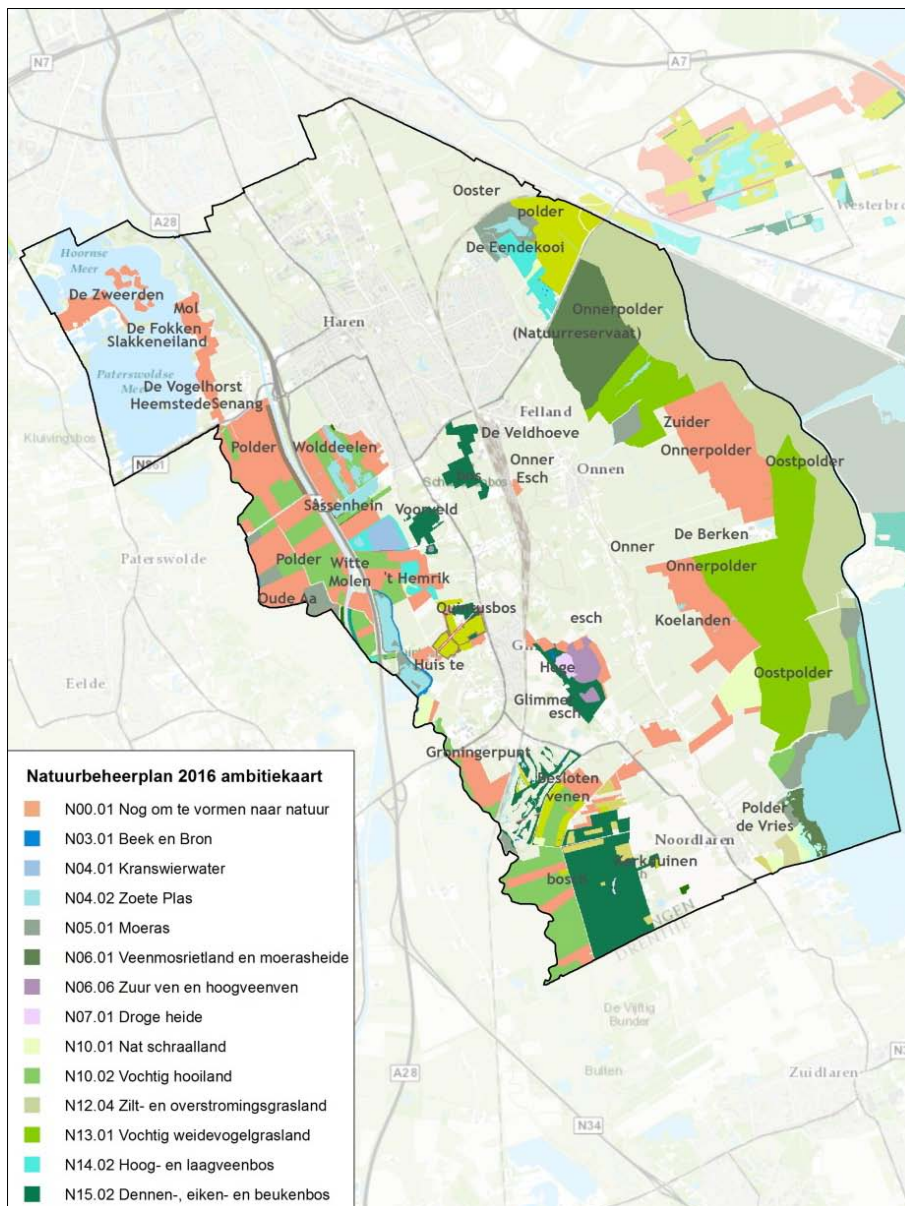 N7
A7
Westerbro
Ooster
polder
A28
De Eendekooi
Hoornse
Meer
De Zweerden
Mol
Onnerpolder
(Natuurreservaat)
De Fokken
Slakkeneiland
Haren
De Vogelhorst
Paterswoldse
HeemstedeSenang
Felland
Zuider
Onnerpolder
De Veldhoeve
Kluivingsbos
Polder
Wolddeelen
Onner
Esch
Onnen
Oostpolder
Sassenhein
Voorveld
De Berken
Paterswolde
Polder
Witte
Molen
't Hemrik
Onner
Onnerpolder
Oude Aa
Quintusbos
esch
Koelanden
Eelde
Huis te
Hoge
Oostpolder
Glimmen
esch
Groningerpunt
Besloten
venen
Polder
de Vries
Noordlaren
Kerkduinen
bosch
DRENTHE
De Vijftig
Bunder
Zuidlaren
A28
N34
Natuurbeheerplan 2016 ambitiekaart
N00.01 Nog om te vormen naar natuur
N03.01 Beek en Bron
N04.01 Kranswierwater
N04.02 Zoete Plas
N05.01 Moeras
N06.01 Veenmosrietland en moerasheide
N06.06 Zuur ven en hoogveenven
N07.01 Droge heide
N10.01 Nat schraalland
N10.02 Vochtig hooiland
N12.04 Zilt- en overstromingsgrasland
N13.01 Vochtig weidevogelgrasland
N14.02 Hoog- en laagveenbos
N15.02 Dennen-, eiken- en beukenbos